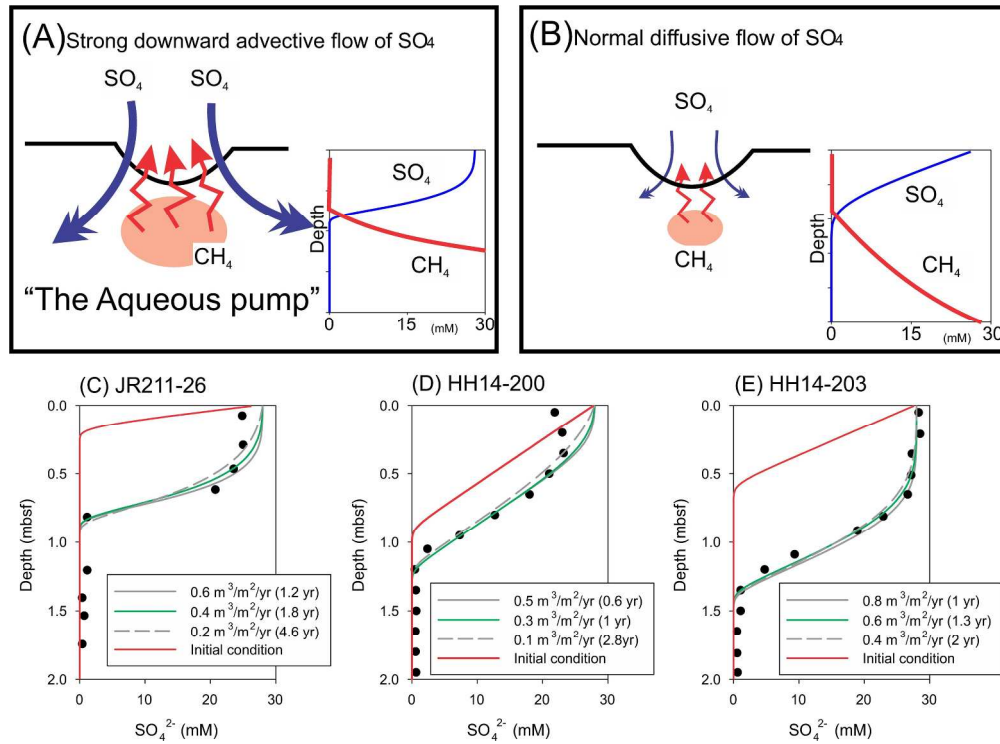 (A) Strong downward advective flow of SO₄
SO₄ SO₄
CH₄
"The Aqueous pump"
Depth
SO₄
CH₄
0 15 (mM) 30
(B) Normal diffusive flow of SO₄
SO₄
CH₄
Depth
SO₄
CH₄
0 15 (mM) 30
(C) JR211-26
Depth (mbsf)
0.0
0.5
1.0
1.5
2.0
0.6 m³/m²/yr (1.2 yr)
0.4 m³/m²/yr (1.8 yr)
0.2 m³/m²/yr (4.6 yr)
Initial condition
0 10 20 30
SO₄²⁻ (mM)
(D) HH14-200
Depth (mbsf)
0.0
0.5
1.0
1.5
2.0
0.5 m³/m²/yr (0.6 yr)
0.3 m³/m²/yr (1 yr)
0.1 m³/m²/yr (2.8yr)
Initial condition
0 10 20 30
SO₄²⁻ (mM)
(E) HH14-203
Depth (mbsf)
0.0
0.5
1.0
1.5
2.0
0.8 m³/m²/yr (1 yr)
0.6 m³/m²/yr (1.3 yr)
0.4 m³/m²/yr (2 yr)
Initial condition
0 10 20 30
SO₄²⁻ (mM)